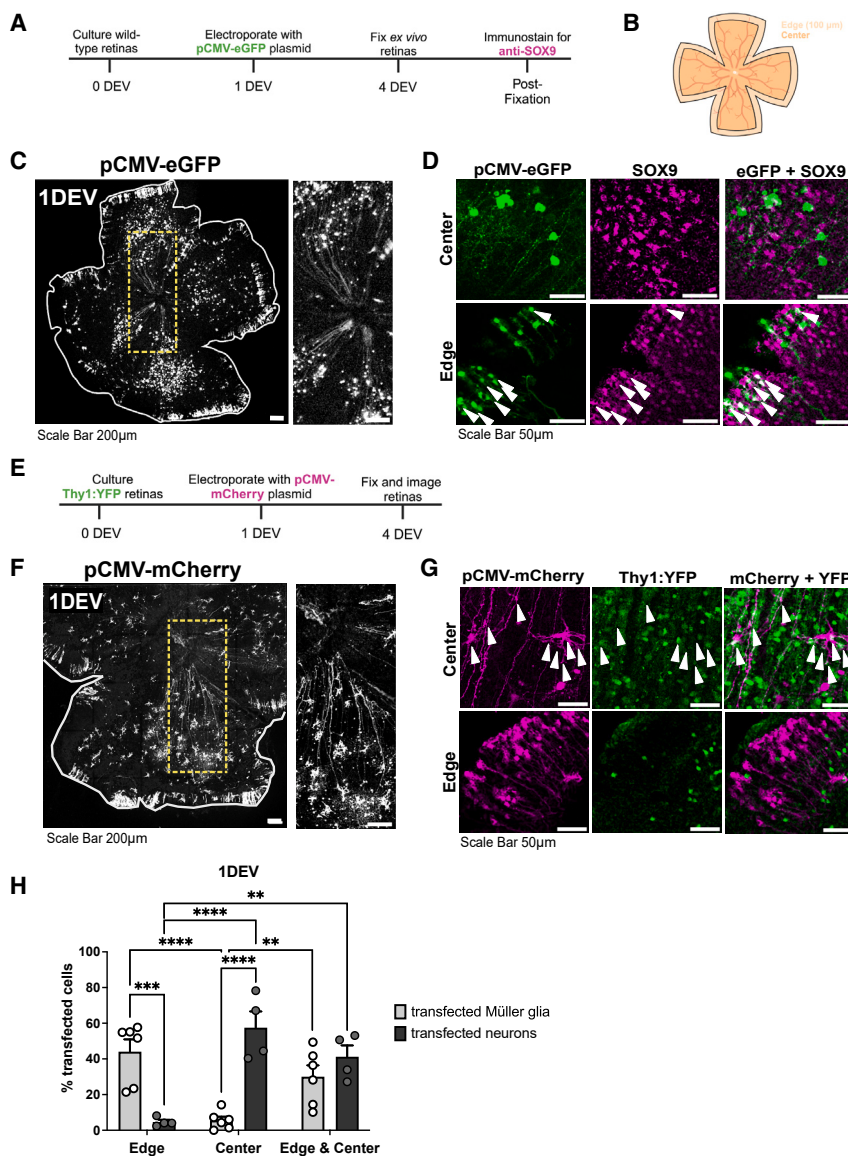 A
Culture wild-
type retinas
Electroporate with
pCMV-eGFP plasmid
Fix ex vivo
retinas
Immunostain for
anti-SOX9
0 DEV
1 DEV
4 DEV
Post-
Fixation
B
Edge (100 µm)
Center
C
pCMV-eGFP
1DEV
Scale Bar 200µm
D
pCMV-eGFP
SOX9
eGFP + SOX9
Center
Edge
Scale Bar 50µm
E
Culture
Thy1:YFP retinas
Electroporate with pCMV-
mCherry plasmid
Fix and image
retinas
0 DEV
1 DEV
4 DEV
F
pCMV-mCherry
1DEV
Scale Bar 200µm
G
pCMV-mCherry
Thy1:YFP
mCherry + YFP
Center
Edge
Scale Bar 50µm
H
1DEV
**
****
****
**
***
****
% transfected cells
100
80
60
40
20
0
Edge
Center
Edge & Center
transfected Müller glia
transfected neurons